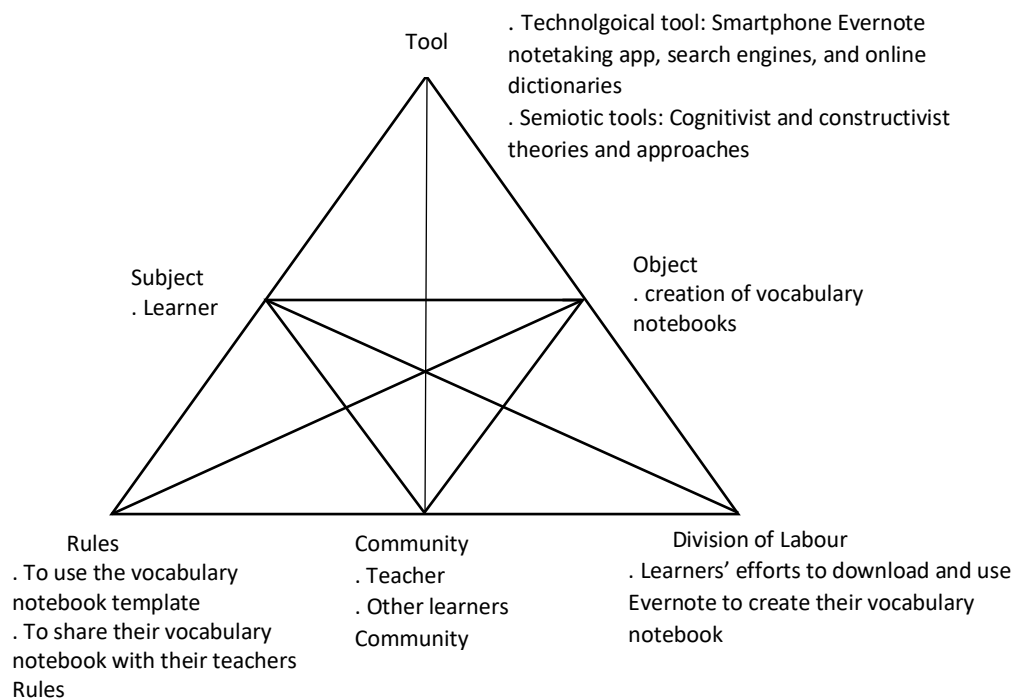 Tool
. Technolgoical tool: Smartphone Evernote
notetaking app, search engines, and online
dictionaries
. Semiotic tools: Cognitivist and constructivist
theories and approaches
Subject
. Learner
Object
. creation of vocabulary
notebooks
Rules
. To use the vocabulary
notebook template
. To share their vocabulary
notebook with their teachers
Rules
Community
. Teacher
. Other learners
Community
Division of Labour
. Learners’ efforts to download and use
Evernote to create their vocabulary
notebook